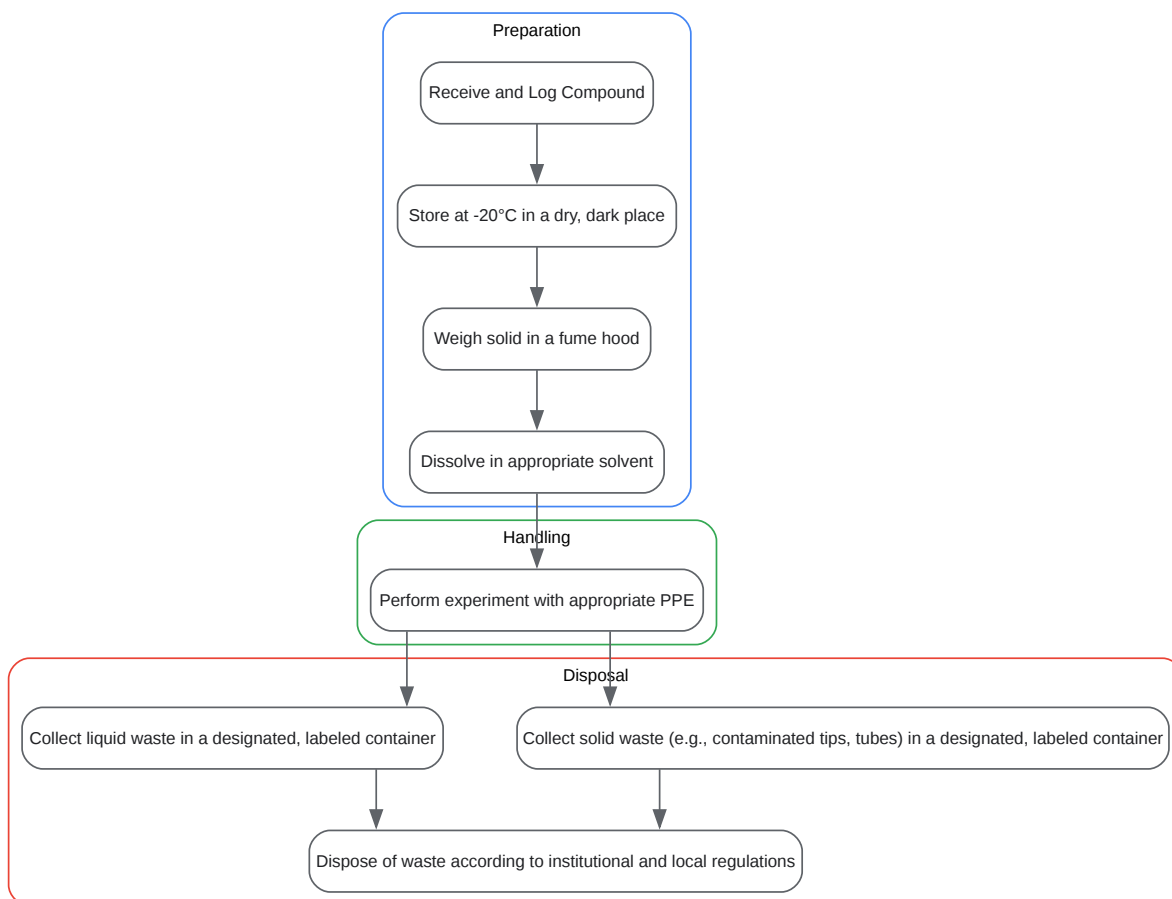 Preparation
Receive and Log Compound
Store at -20°C in a dry, dark place
Weigh solid in a fume hood
Dissolve in appropriate solvent
Handling
Perform experiment with appropriate PPE
Disposal
Collect liquid waste in a designated, labeled container
Collect solid waste (e.g., contaminated tips, tubes) in a designated, labeled container
Dispose of waste according to institutional and local regulations